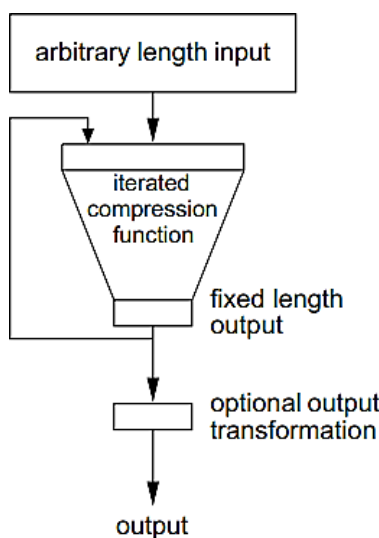 arbitrary length input
iterated
compression
function
fixed length
output
optional output
transformation
output